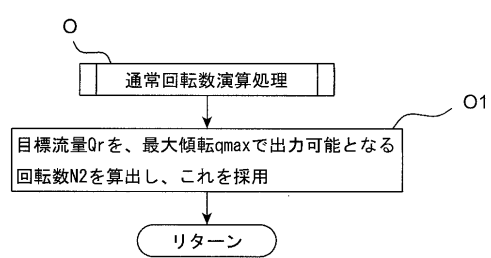 O
通常回転数演算処理
O1
目標流量Qrを、最大傾転qmaxで出力可能となる
回転数N2を算出し、これを採用
リターン